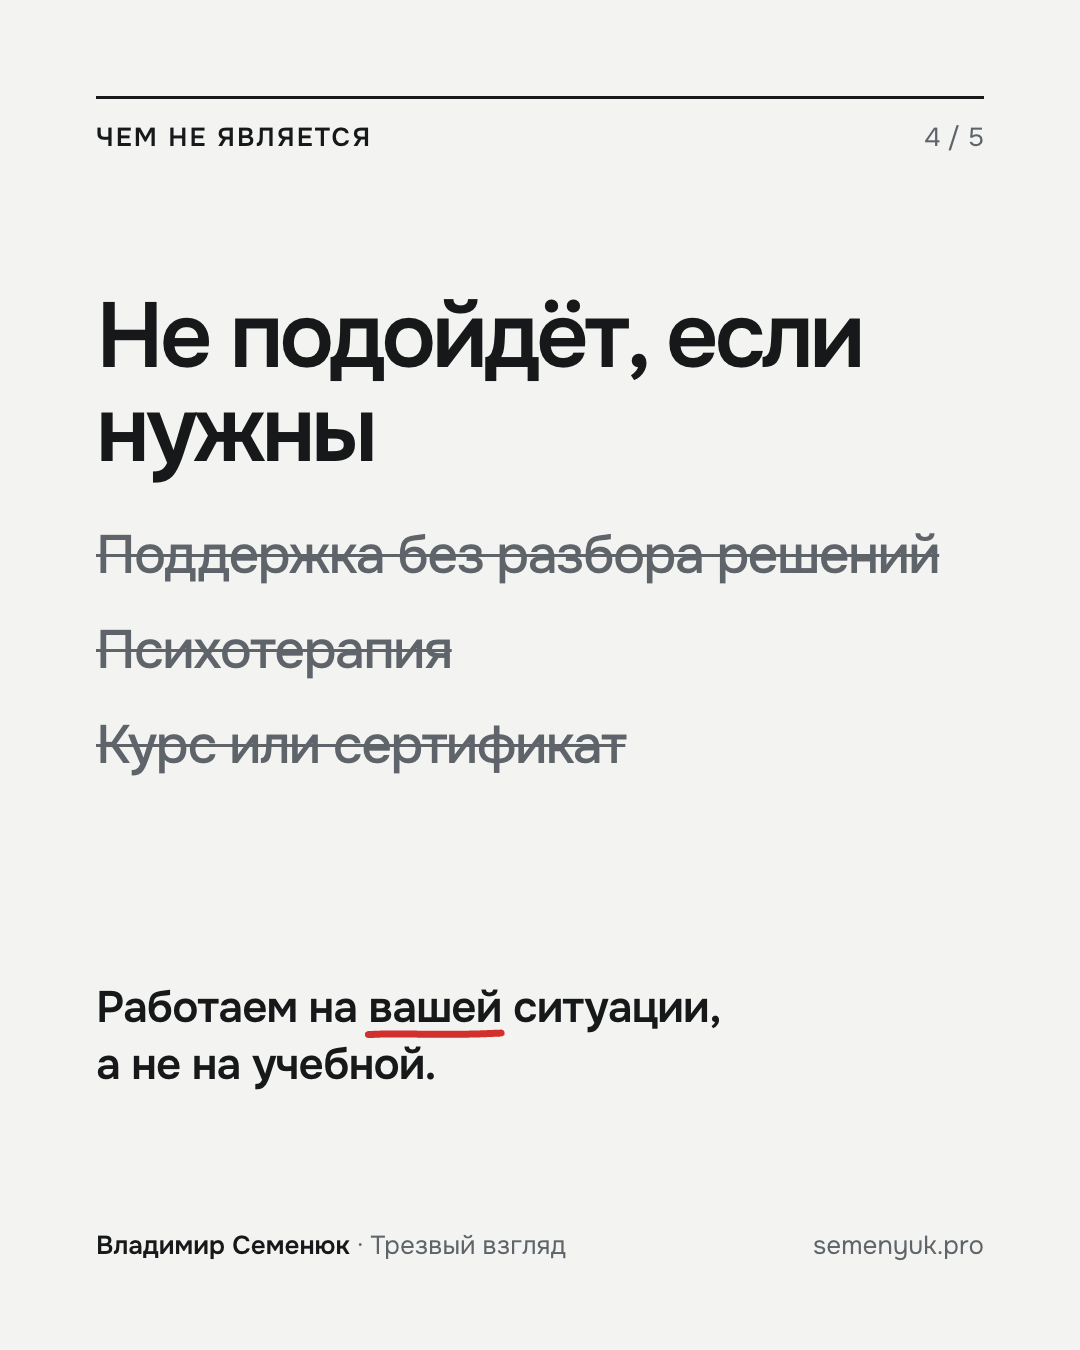 ЧЕМ НЕ ЯВЛЯЕТСЯ
4 / 5
Не подойдёт, если
нужны
Поддержка без разбора решений
Психотерапия
Курс или сертификат
Работаем на вашей ситуации,
а не на учебной.
Владимир Семенюк · Трезвый взгляд
semenyuk.pro